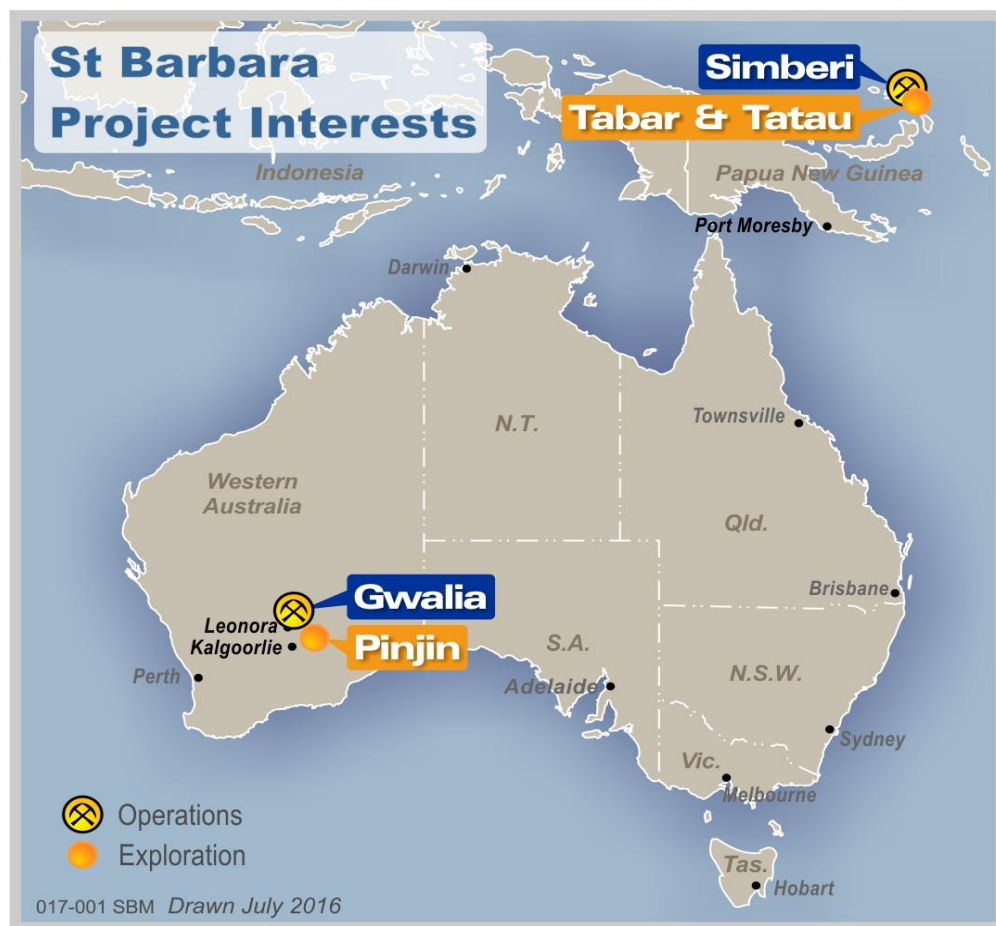 St Barbara
Project Interests
Simberi
Tabar & Tatau
Indonesia
Papua New Guinea
Port Moresby
Darwin
Townsville
N.T.
Western
Australia
Qld.
Brisbane
Gwalia
Leonora
Kalgoorlie
Pinjin
S.A.
Perth
N.S.W.
Adelaide
Sydney
Vic.
Melbourne
Operations
Exploration
Tas.
Hobart
017-001 SBM Drawn July 2016